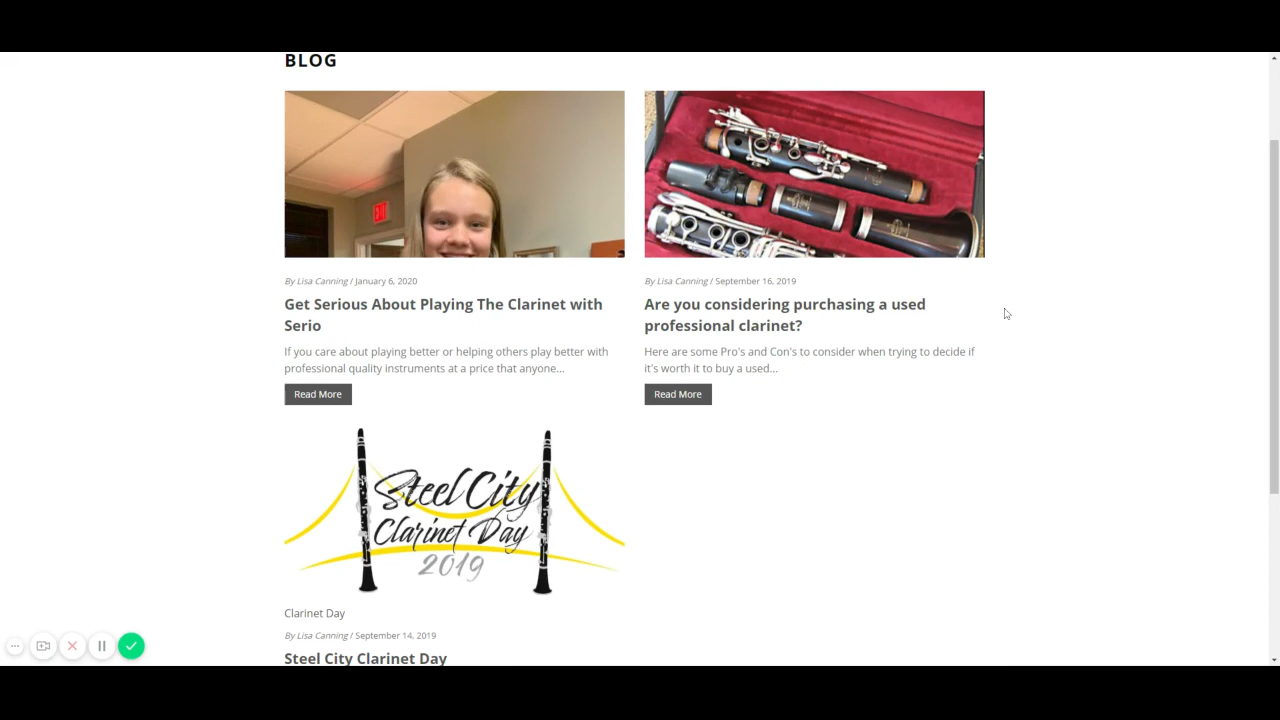 BLOG
By Lisa Canning / January 6, 2020
Get Serious About Playing The Clarinet with
Serio
If you care about playing better or helping others play better with
professional quality instruments at a price that anyone...
Read More
By Lisa Canning / September 16, 2019
Are you considering purchasing a used
professional clarinet?
Here are some Pro's and Con's to consider when trying to decide if
it's worth it to buy a used...
Read More
Steel City
Clarinet Day
2019
Clarinet Day
By Lisa Canning / September 14, 2019
Steel City Clarinet Day